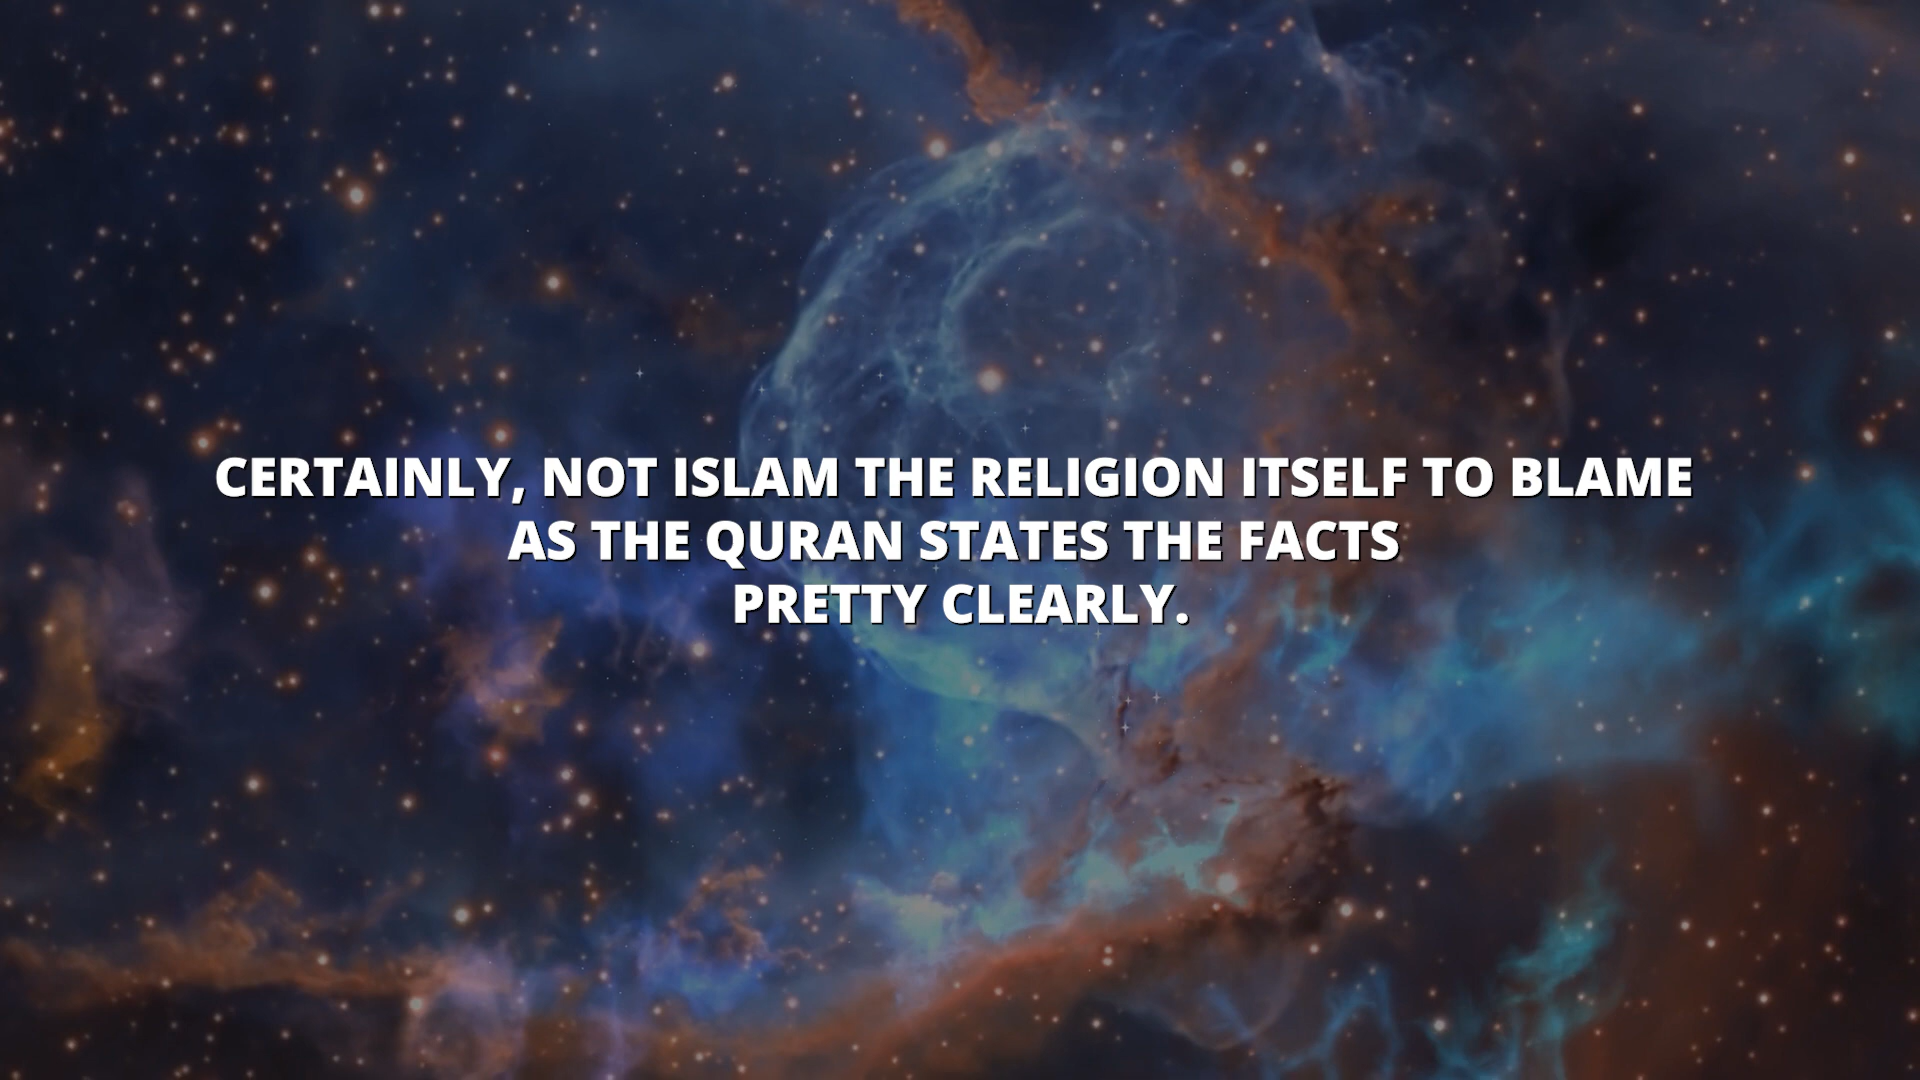 CERTAINLY, NOT ISLAM THE RELIGION ITSELF TO BLAME
AS THE QURAN STATES THE FACTS
PRETTY CLEARLY.